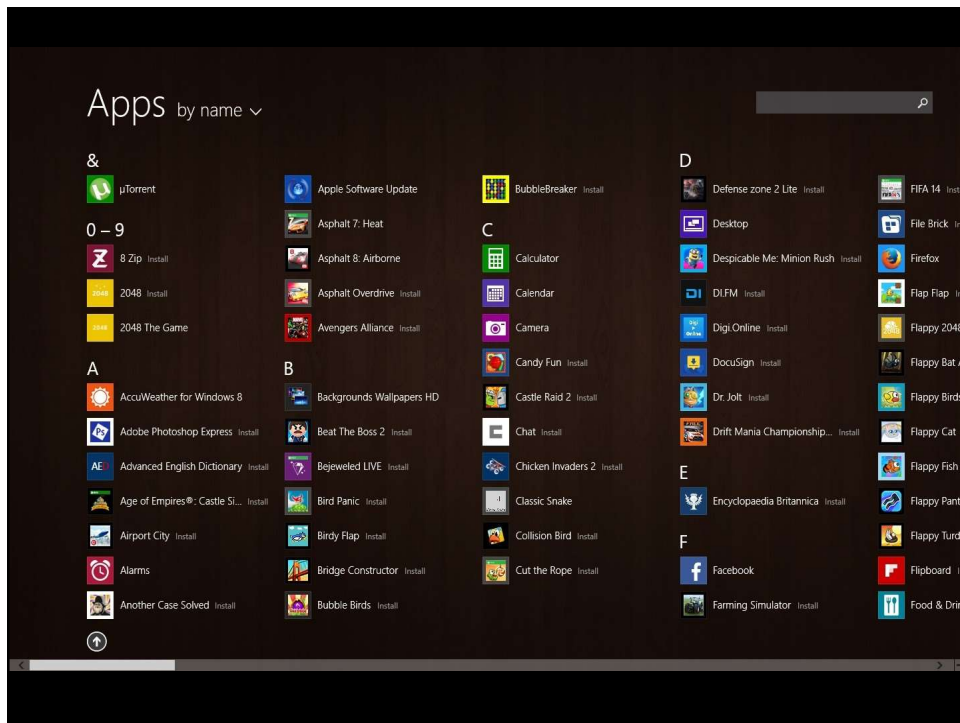 Apps by name
&
µTorrent
0 – 9
8 Zip Install
2048 Install
2048 The Game
A
AccuWeather for Windows 8
Adobe Photoshop Express Install
Advanced English Dictionary Install
Age of Empires®: Castle Si... Install
Airport City Install
Alarms
Another Case Solved Install
Apple Software Update
Asphalt 7: Heat
Asphalt 8: Airborne
Asphalt Overdrive Install
Avengers Alliance Install
B
Backgrounds Wallpapers HD
Beat The Boss 2 Install
Bejeweled LIVE Install
Bird Panic Install
Birdy Flap Install
Bridge Constructor Install
Bubble Birds Install
BubbleBreaker Install
C
Calculator
Calendar
Camera
Candy Fun Install
Castle Raid 2 Install
Chat Install
Chicken Invaders 2 Install
Classic Snake
Collision Bird Install
Cut the Rope Install
D
Defense zone 2 Lite Install
Desktop
Despicable Me: Minion Rush Install
DI.FM Install
Digi.Online Install
DocuSign Install
Dr. Jolt Install
Drift Mania Championship... Install
E
Encyclopaedia Britannica Install
F
Facebook
Farming Simulator Install
FIFA 14 Inst
File Brick In
Firefox
Flap Flap In
Flappy 2048
Flappy Bat
Flappy Birds
Flappy Cat
Flappy Fish
Flappy Pant
Flappy Turd
Flipboard
Food & Drin